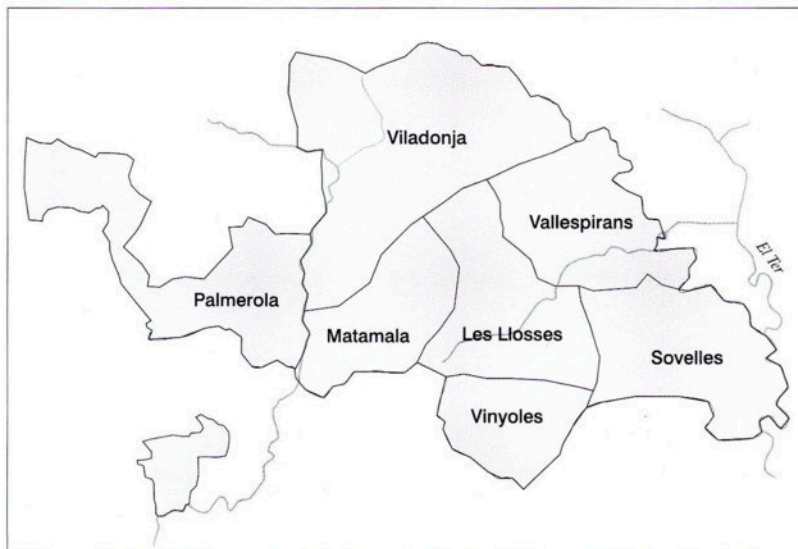 Viladonja
Vallespirans
El Ter
Palmerola
Matamala
Les Llosses
Sovelles
Vinyoles